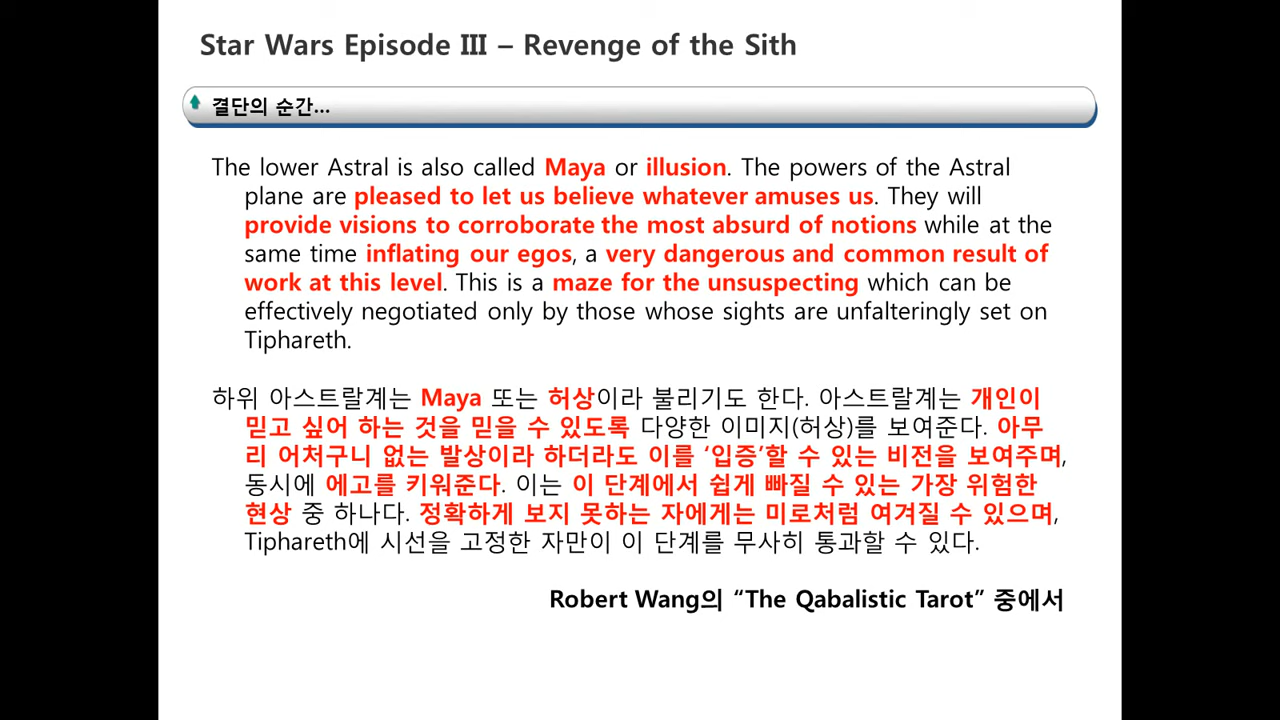 Star Wars Episode III – Revenge of the Sith
결단의 순간...
The lower Astral is also called Maya or illusion. The powers of the Astral
plane are pleased to let us believe whatever amuses us. They will
provide visions to corroborate the most absurd of notions while at the
same time inflating our egos, a very dangerous and common result of
work at this level. This is a maze for the unsuspecting which can be
effectively negotiated only by those whose sights are unfalteringly set on
Tiphareth.
하위 아스트랄계는 Maya 또는 허상이라 불리기도 한다. 아스트랄계는 개인이
믿고 싶어 하는 것을 믿을 수 있도록 다양한 이미지(허상)를 보여준다. 아무
리 어처구니 없는 발상이라 하더라도 이를 ‘입증’할 수 있는 비전을 보여주며,
동시에 에고를 키워준다. 이는 이 단계에서 쉽게 빠질 수 있는 가장 위험한
현상 중 하나다. 정확하게 보지 못하는 자에게는 미로처럼 여겨질 수 있으며,
Tiphareth에 시선을 고정한 자만이 이 단계를 무사히 통과할 수 있다.
Robert Wang의 “The Qabalistic Tarot” 중에서